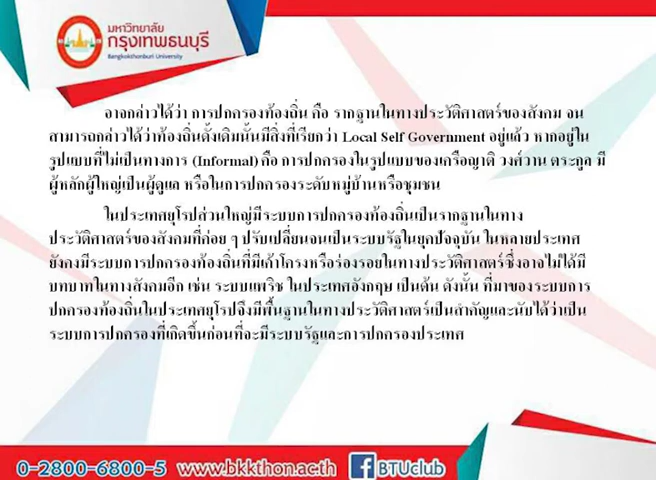 มหาวิทยาลัย
กรุงเทพธนบุรี
Bangkokthonburi University
อาจกล่าวได้ว่า การปกครองท้องถิ่น คือ รากฐานในทางประวัติศาสตร์ของสังคม จน
สามารถกล่าวได้ว่าท้องถิ่นดั้งเดิมนั้นมีสิ่งที่เรียกว่า Local Self Government อยู่แล้ว หากอยู่ใน
รูปแบบที่ไม่เป็นทางการ (Informal) คือ การปกครองในรูปแบบของเครือญาติ วงศ์วาน ตระกูล มี
ผู้หลักผู้ใหญ่เป็นผู้ดูแล หรือในการปกครองระดับหมู่บ้านหรือชุมชน
ในประเทศยุโรปส่วนใหญ่มีระบบการปกครองท้องถิ่นเป็นรากฐานในทาง
ประวัติศาสตร์ของสังคมที่ค่อย ๆ ปรับเปลี่ยนจนเป็นระบบรัฐในยุคปัจจุบัน ในหลายประเทศ
ยังคงมีระบบการปกครองท้องถิ่นที่มีเค้าโครงหรือร่องรอยในทางประวัติศาสตร์ซึ่งอาจไม่ได้มี
บทบาทในทางสังคมอีก เช่น ระบบแพริช ในประเทศอังกฤษ เป็นต้น ดังนั้น ที่มาของระบบการ
ปกครองท้องถิ่นในประเทศยุโรปจึงมีพื้นฐานในทางประวัติศาสตร์เป็นสำคัญและนับได้ว่าเป็น
ระบบการปกครองที่เกิดขึ้นก่อนที่จะมีระบบรัฐและการปกครองประเทศ
0-2800-6800-5 www.bkkthon.ac.th f BTUclub